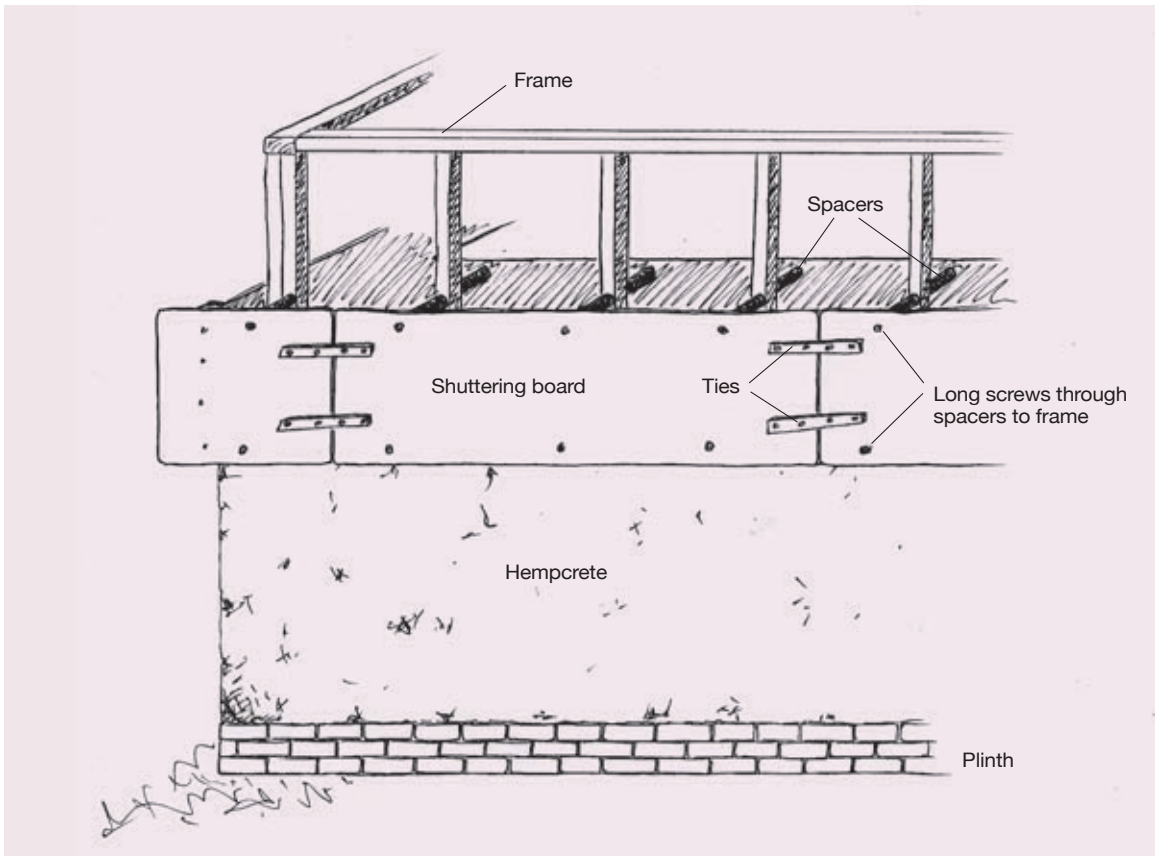 Frame
Spacers
Shuttering board
Ties
Long screws through
spacers to frame
Hempcrete
Plinth